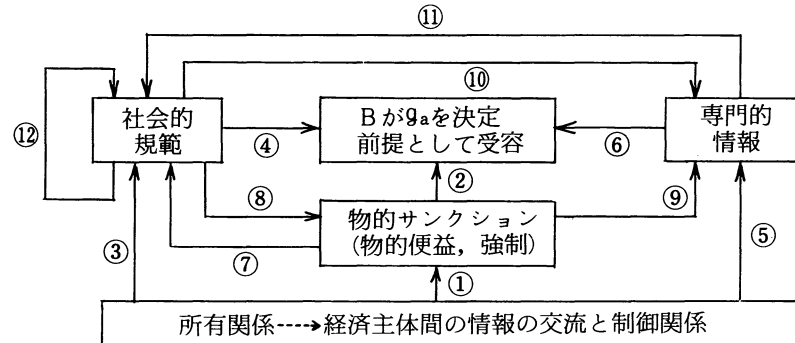 ⑪
⑩
社会的
規範
Bがgaを決定
前提として受容
専門的
情報
⑫
④
⑥
②
⑧
⑨
物的サンクション
(物的便益，強制)
③
⑦
⑤
①
所有関係----→経済主体間の情報の交流と制御関係